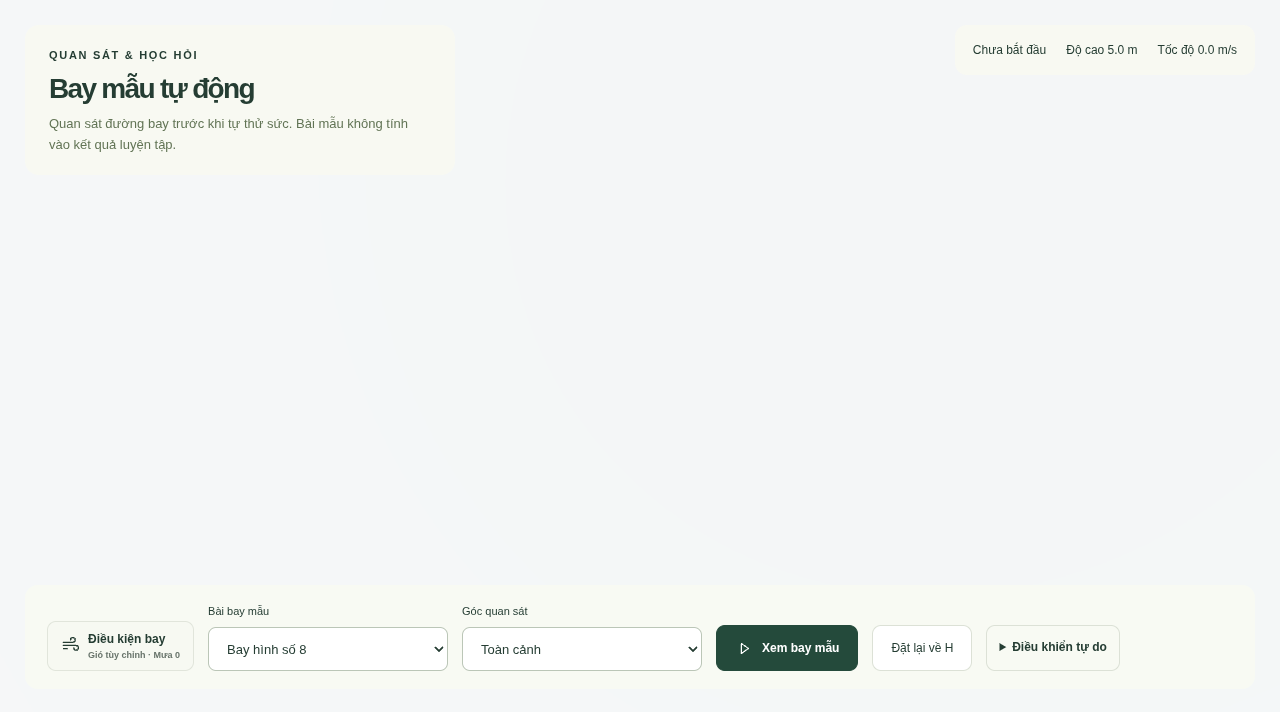 QUAN SÁT & HỌC HỎI
Bay mẫu tự động
Quan sát đường bay trước khi tự thử sức. Bài mẫu không tính
vào kết quả luyện tập.
Chưa bắt đầu Độ cao 5.0 m Tốc độ 0.0 m/s
Điều kiện bay
Gió tùy chỉnh · Mưa 0
Bài bay mẫu
Bay hình số 8
Góc quan sát
Toàn cảnh
Xem bay mẫu
Đặt lại về H
Điều khiển tự do